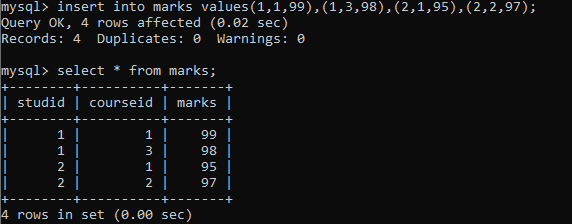 mysql> insert into marks values(1,1,99),(1,3,98),(2,1,95),(2,2,97);
Query OK, 4 rows affected (0.02 sec)
Records: 4  Duplicates: 0  Warnings: 0

mysql> select * from marks;
+--------+----------+-------+
| studid | courseid | marks |
+--------+----------+-------+
|      1 |        1 |    99 |
|      1 |        3 |    98 |
|      2 |        1 |    95 |
|      2 |        2 |    97 |
+--------+----------+-------+
4 rows in set (0.00 sec)